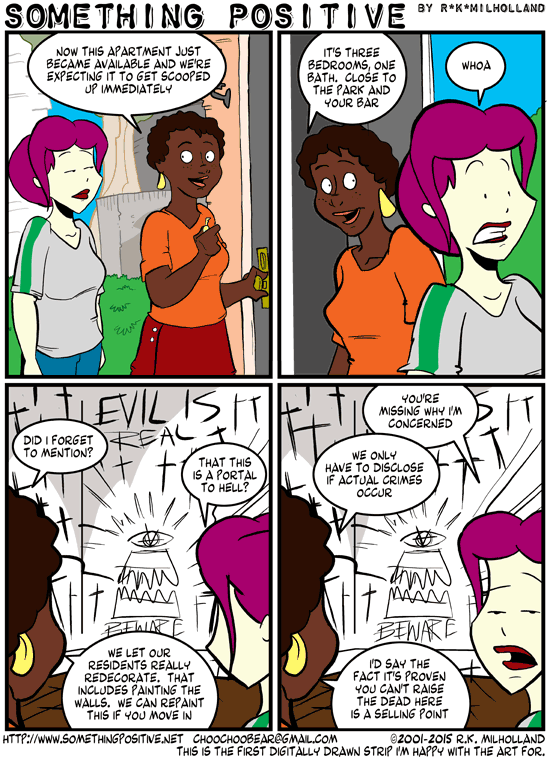 SOMETHING POSITIVE BY R*K*MILHOLLAND
NOW THIS APARTMENT JUST
BECAME AVAILABLE AND WE'RE
EXPECTING IT TO GET SCOOPED
UP IMMEDIATELY
IT'S THREE
BEDROOMS, ONE
BATH. CLOSE TO
THE PARK AND
YOUR BAR
WHOA
EVIL IS IT
REAL
DID I FORGET
TO MENTION?
THAT THIS
IS A PORTAL
TO HELL?
BEWARE
WE LET OUR
RESIDENTS REALLY
REDECORATE. THAT
INCLUDES PAINTING THE
WALLS. WE CAN REPAINT
THIS IF YOU MOVE IN
YOU'RE
MISSING WHY I'M
CONCERNED
WE ONLY
HAVE TO DISCLOSE
IF ACTUAL CRIMES
OCCUR
BEWARE
I'D SAY THE
FACT IT'S PROVEN
YOU CAN'T RAISE
THE DEAD HERE
IS A SELLING POINT
HTTP://WWW.SOMETHINGPOSITIVE.NET CHOOCHOOBEAR@GMAIL.COM ©2001-2015 R.K. MILHOLLAND
THIS IS THE FIRST DIGITALLY DRAWN STRIP I'M HAPPY WITH THE ART FOR.